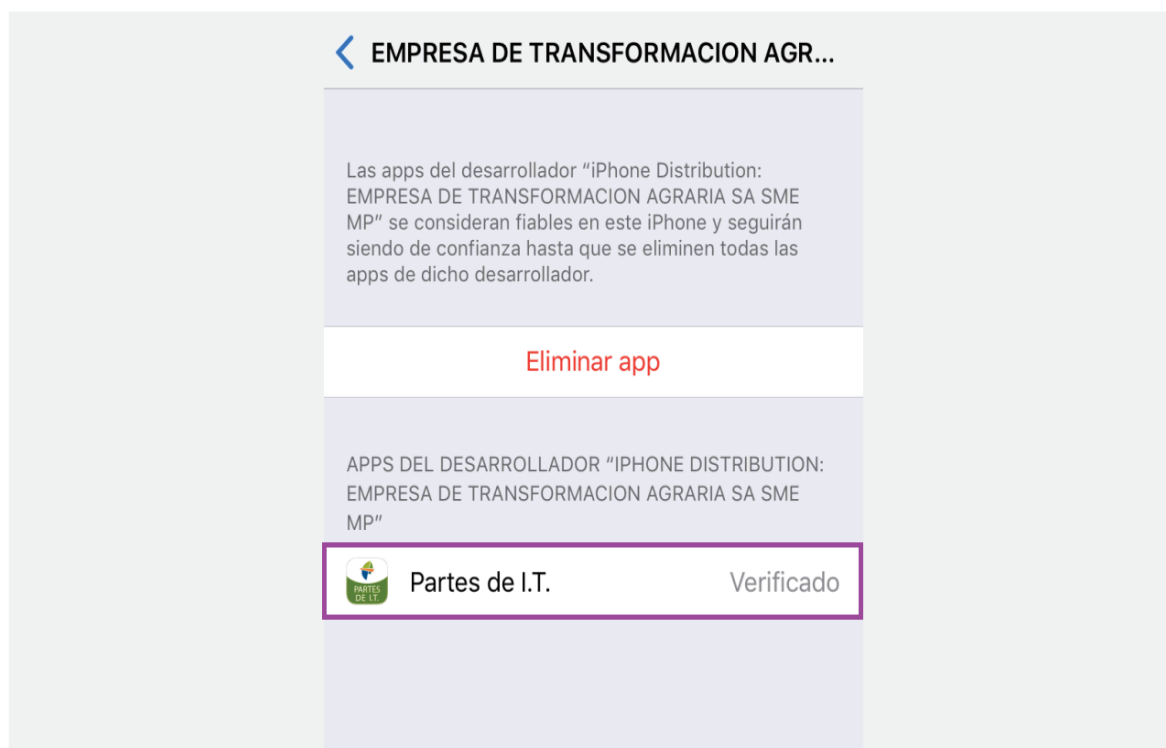 EMPRESA DE TRANSFORMACION AGR...
Las apps del desarrollador “iPhone Distribution:
EMPRESA DE TRANSFORMACION AGRARIA SA SME
MP” se consideran fiables en este iPhone y seguirán
siendo de confianza hasta que se eliminen todas las
apps de dicho desarrollador.
Eliminar app
APPS DEL DESARROLLADOR “IPHONE DISTRIBUTION:
EMPRESA DE TRANSFORMACION AGRARIA SA SME
MP”
PARTES
DE I.T.
Partes de I.T. Verificado